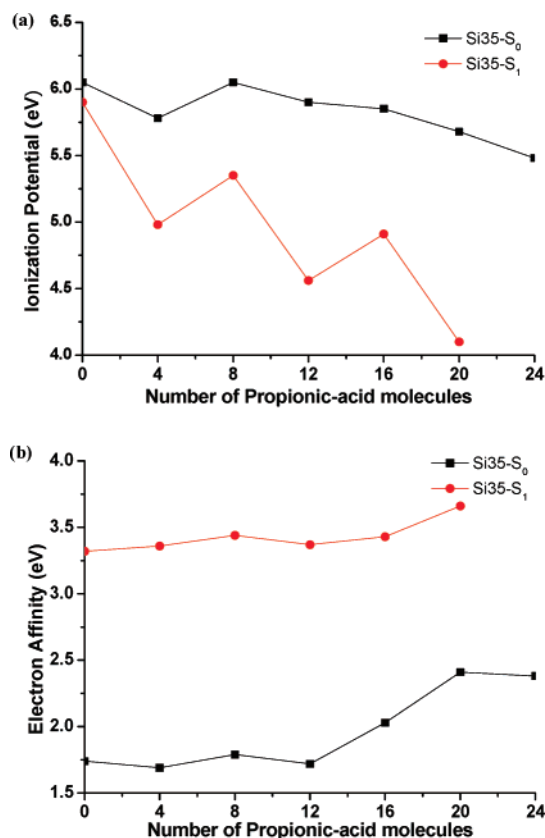 (a)
Si35-S0
Si35-S1
Ionization Potential (eV)
6.5
6.0
5.5
5.0
4.5
4.0
0 4 8 12 16 20 24
Number of Propionic-acid molecules
(b)
Si35-S0
Si35-S1
Electron Affinity (eV)
4.0
3.5
3.0
2.5
2.0
1.5
0 4 8 12 16 20 24
Number of Propionic-acid molecules